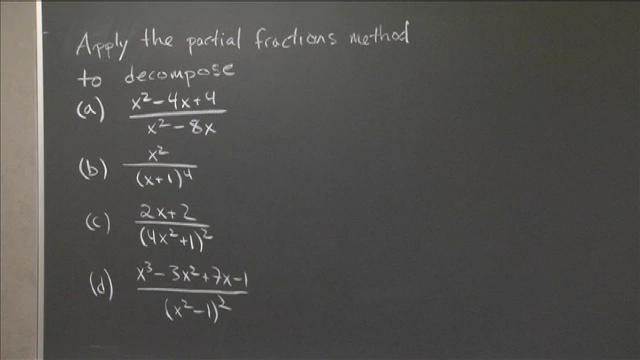 Apply the partial fractions method
to decompose
(a) x² - 4x + 4 / x² - 8x
(b) x² / (x+1)⁴
(c) 2x + 2 / (4x² + 1)²
(d) x³ - 3x² + 7x - 1 / (x² - 1)²